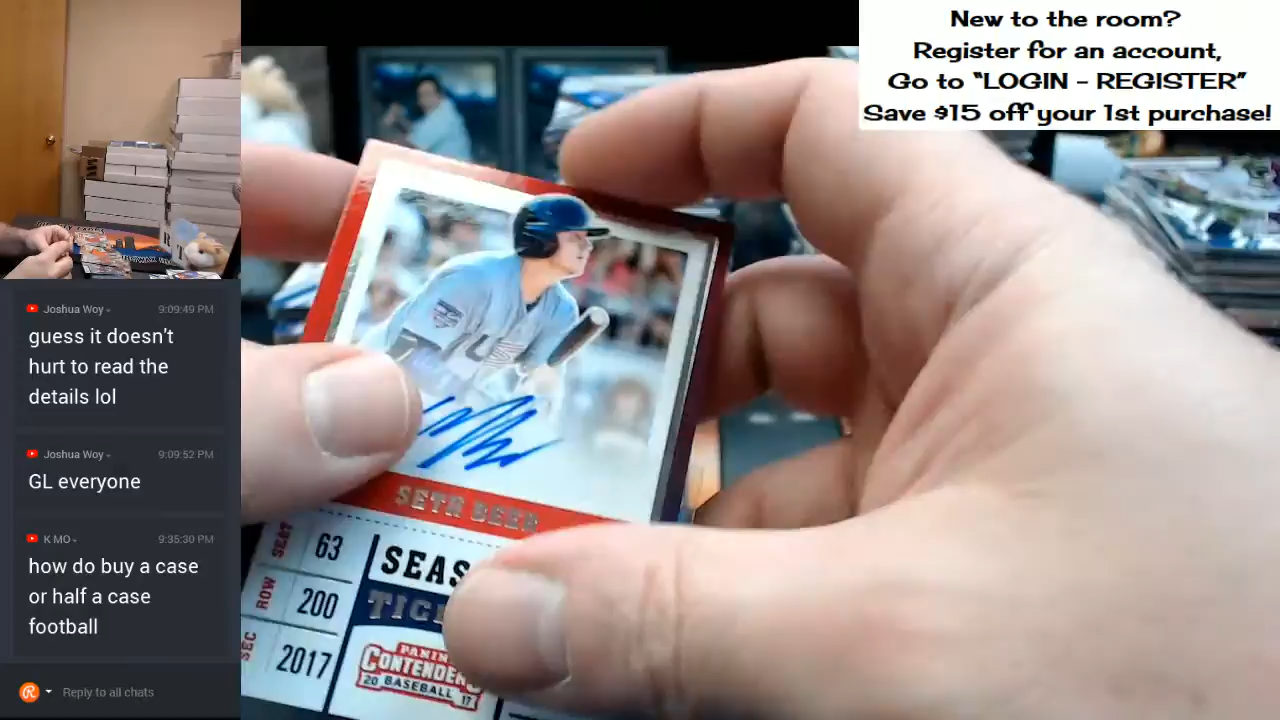 New to the room?
Register for an account,
Go to "LOGIN - REGISTER"
Save $15 off your 1st purchase!
Joshua Woy
9:09:49 PM
guess it doesn't
hurt to read the
details lol
Joshua Woy
9:09:52 PM
GL everyone
K MO
9:35:30 PM
how do buy a case
or half a case
football
Reply to all chats
SETH BEER
SEAT 63
ROW 200
SEC 2017
SEAS
TIC
PANINI
CONTENDERS
20 BASEBALL 17